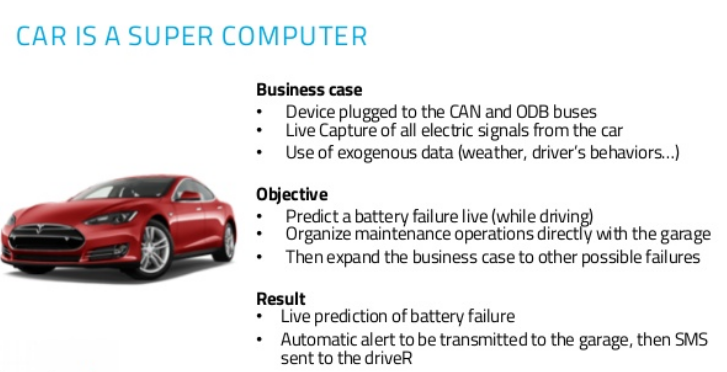 CAR IS A SUPER COMPUTER
Business case
• Device plugged to the CAN and ODB buses
• Live Capture of all electric signals from the car
• Use of exogenous data (weather, driver's behaviors...)
Objective
• Predict a battery failure live (while driving)
• Organize maintenance operations directly with the garage
• Then expand the business case to other possible failures
Result
• Live prediction of battery failure
• Automatic alert to be transmitted to the garage, then SMS
sent to the driveR